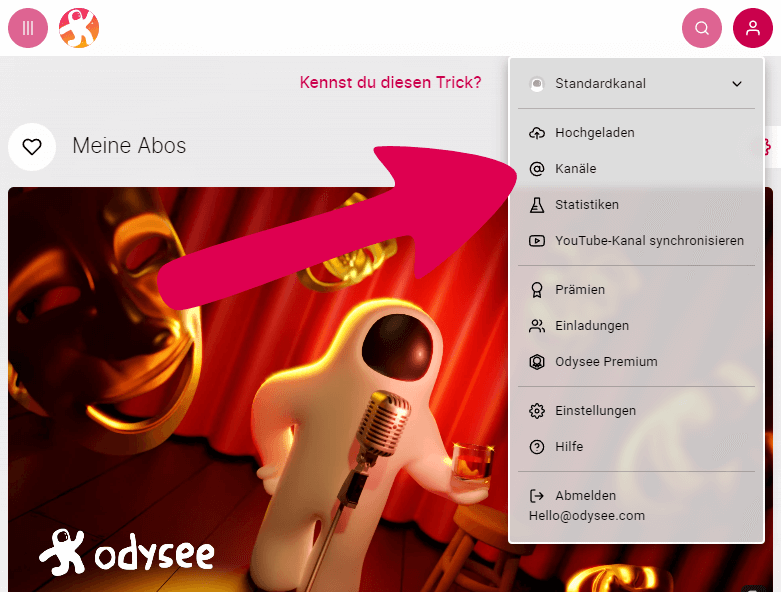 Kennst du diesen Trick?
Standardkanal
Meine Abos
Hochgeladen
Kanäle
Statistiken
YouTube-Kanal synchronisieren
Prämien
Einladungen
Odysee Premium
Einstellungen
Hilfe
Abmelden
Hello@odysee.com
odysee